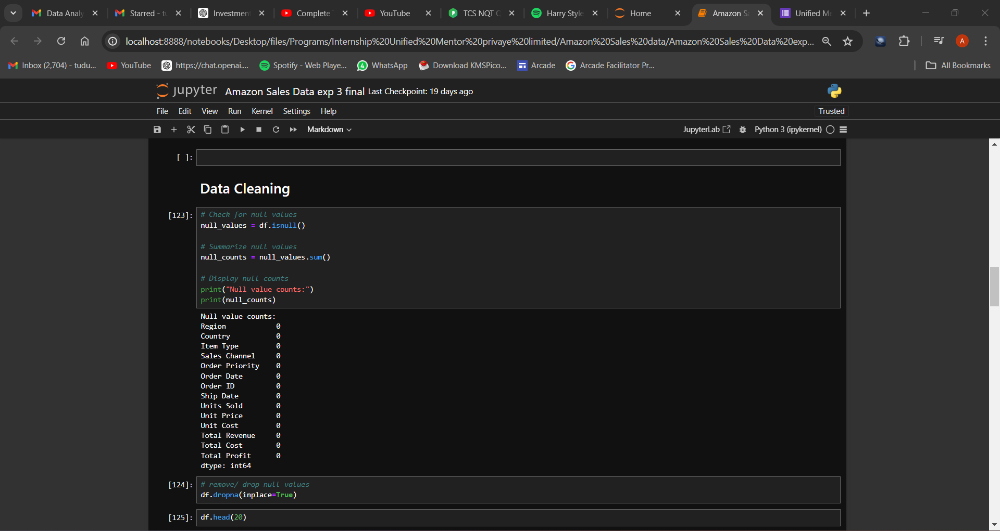 Data Analy
Starred - tu
Investment
Complete
YouTube
TCS NQT C
Harry Style
Home
Amazon Sa
Unified Me
localhost:8888/notebooks/Desktop/files/Programs/Internship%20Unified%20Mentor%20privaye%20limited/Amazon%20Sales%20data/Amazon%20Sales%20Data%20exp...
A
Inbox (2,704) - tudu...
YouTube
https://chat.openai....
Spotify - Web Playe...
4
WhatsApp
Download KMSPico...
Arcade
Arcade Facilitator Pr...
All Bookmarks
jupyter Amazon Sales Data exp 3 final Last Checkpoint: 19 days ago
File Edit View Run Kernel Settings Help
Trusted
Markdown
JupyterLab
Python 3 (ipykernel)
[ ]:
Data Cleaning
[123]: # Check for null values
null_values = df.isnull()
# Summarize null values
null_counts = null_values.sum()
# Display null counts
print("Null value counts:")
print(null_counts)
Null value counts:
Region 0
Country 0
Item Type 0
Sales Channel 0
Order Priority 0
Order Date 0
Order ID 0
Ship Date 0
Units Sold 0
Unit Price 0
Unit Cost 0
Total Revenue 0
Total Cost 0
Total Profit 0
dtype: int64
[124]: # remove/ drop null values
df.dropna(inplace=True)
[125]: df.head(20)